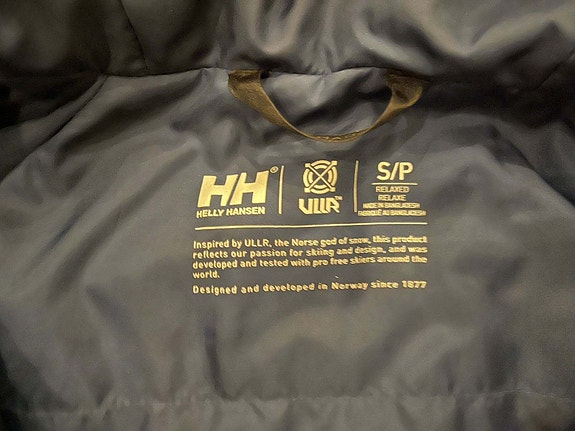 HH®
HELLY HANSEN
ULLR™
S/P
RELAXED
RELAXE
MADE IN BANGLADESH
FABRIQUÉ AU BANGLADESH
Inspired by ULLR, the Norse god of snow, this product
reflects our passion for skiing and design, and was
developed and tested with pro free skiers around the
world.
Designed and developed in Norway since 1877